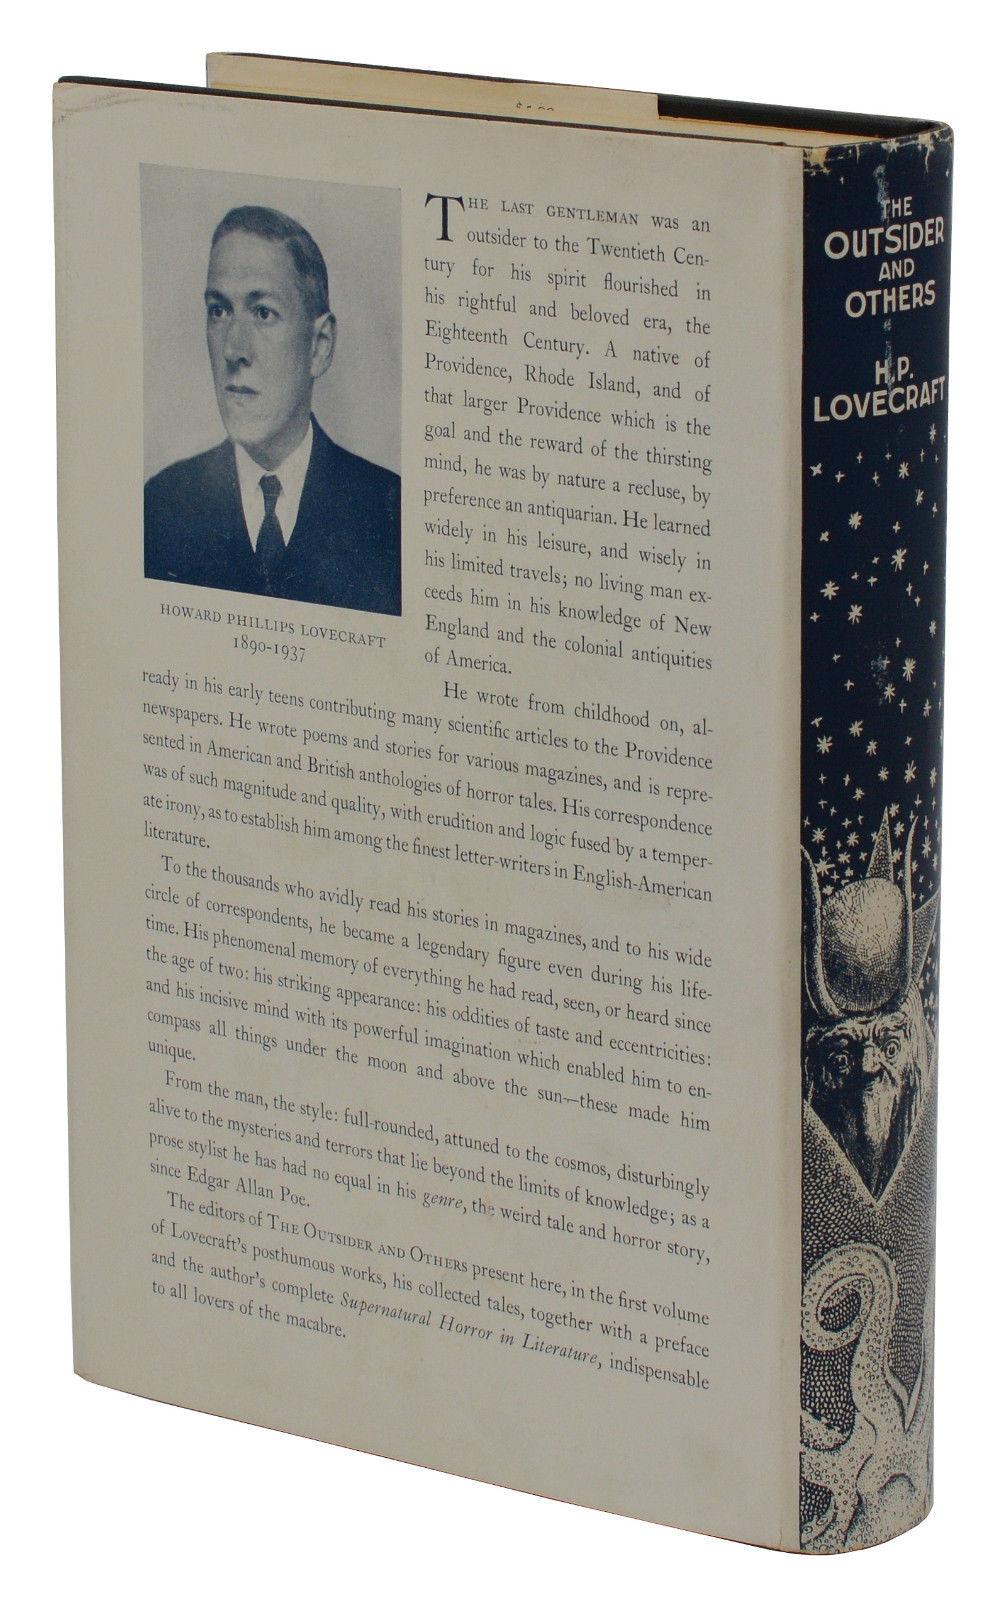 THE LAST GENTLEMAN was an
outsider to the Twentieth Cen-
tury for his spirit flourished in
his rightful and beloved era, the
Eighteenth Century. A native of
Providence, Rhode Island, and of
that larger Providence which is the
goal and the reward of the thirsting
mind, he was by nature a recluse, by
preference an antiquarian. He learned
widely in his leisure, and wisely in
his limited travels; no living man ex-
ceeds him in his knowledge of New
England and the colonial antiquities
of America.
HOWARD PHILLIPS LOVECRAFT
1890-1937
He wrote from childhood on, al-
ready in his early teens contributing many scientific articles to the Providence
newspapers. He wrote poems and stories for various magazines, and is repre-
sented in American and British anthologies of horror tales. His correspondence
was of such magnitude and quality, with erudition and logic fused by a temper-
ate irony, as to establish him among the finest letter-writers in English-American
literature.
To the thousands who avidly read his stories in magazines, and to his wide
circle of correspondents, he became a legendary figure even during his life-
time. His phenomenal memory of everything he had read, seen, or heard since
the age of two: his striking appearance: his oddities of taste and eccentricities:
and his incisive mind with its powerful imagination which enabled him to en-
compass all things under the moon and above the sun—these made him
unique.
From the man, the style: full-rounded, attuned to the cosmos, disturbingly
alive to the mysteries and terrors that lie beyond the limits of knowledge; as a
prose stylist he has had no equal in his genre, the weird tale and horror story,
since Edgar Allan Poe.
The editors of THE OUTSIDER AND OTHERS present here, in the first volume
of Lovecraft's posthumous works, his collected tales, together with a preface
and the author's complete Supernatural Horror in Literature, indispensable
to all lovers of the macabre.
THE
OUTSIDER
AND
OTHERS
H.P.
LOVECRAFT